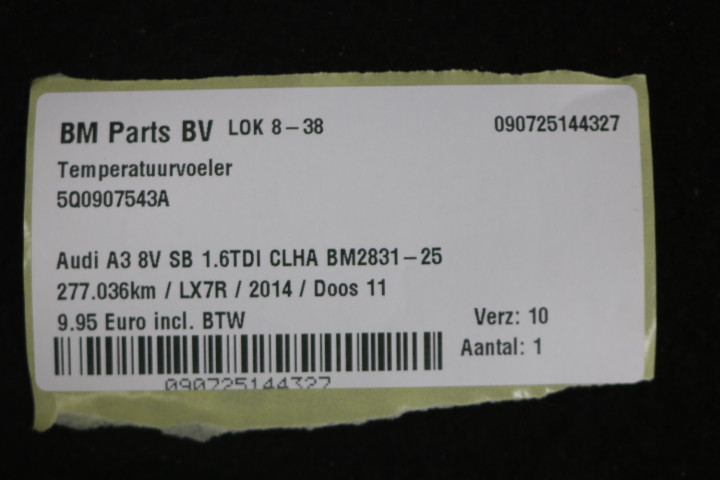 BM Parts BV LOK 8-38 090725144327
Temperatuurvoeler
5Q0907543A
Audi A3 8V SB 1.6TDI CLHA BM2831-25
277.036km / LX7R / 2014 / Doos 11
9.95 Euro incl. BTW Verz: 10
Aantal: 1
090725144327